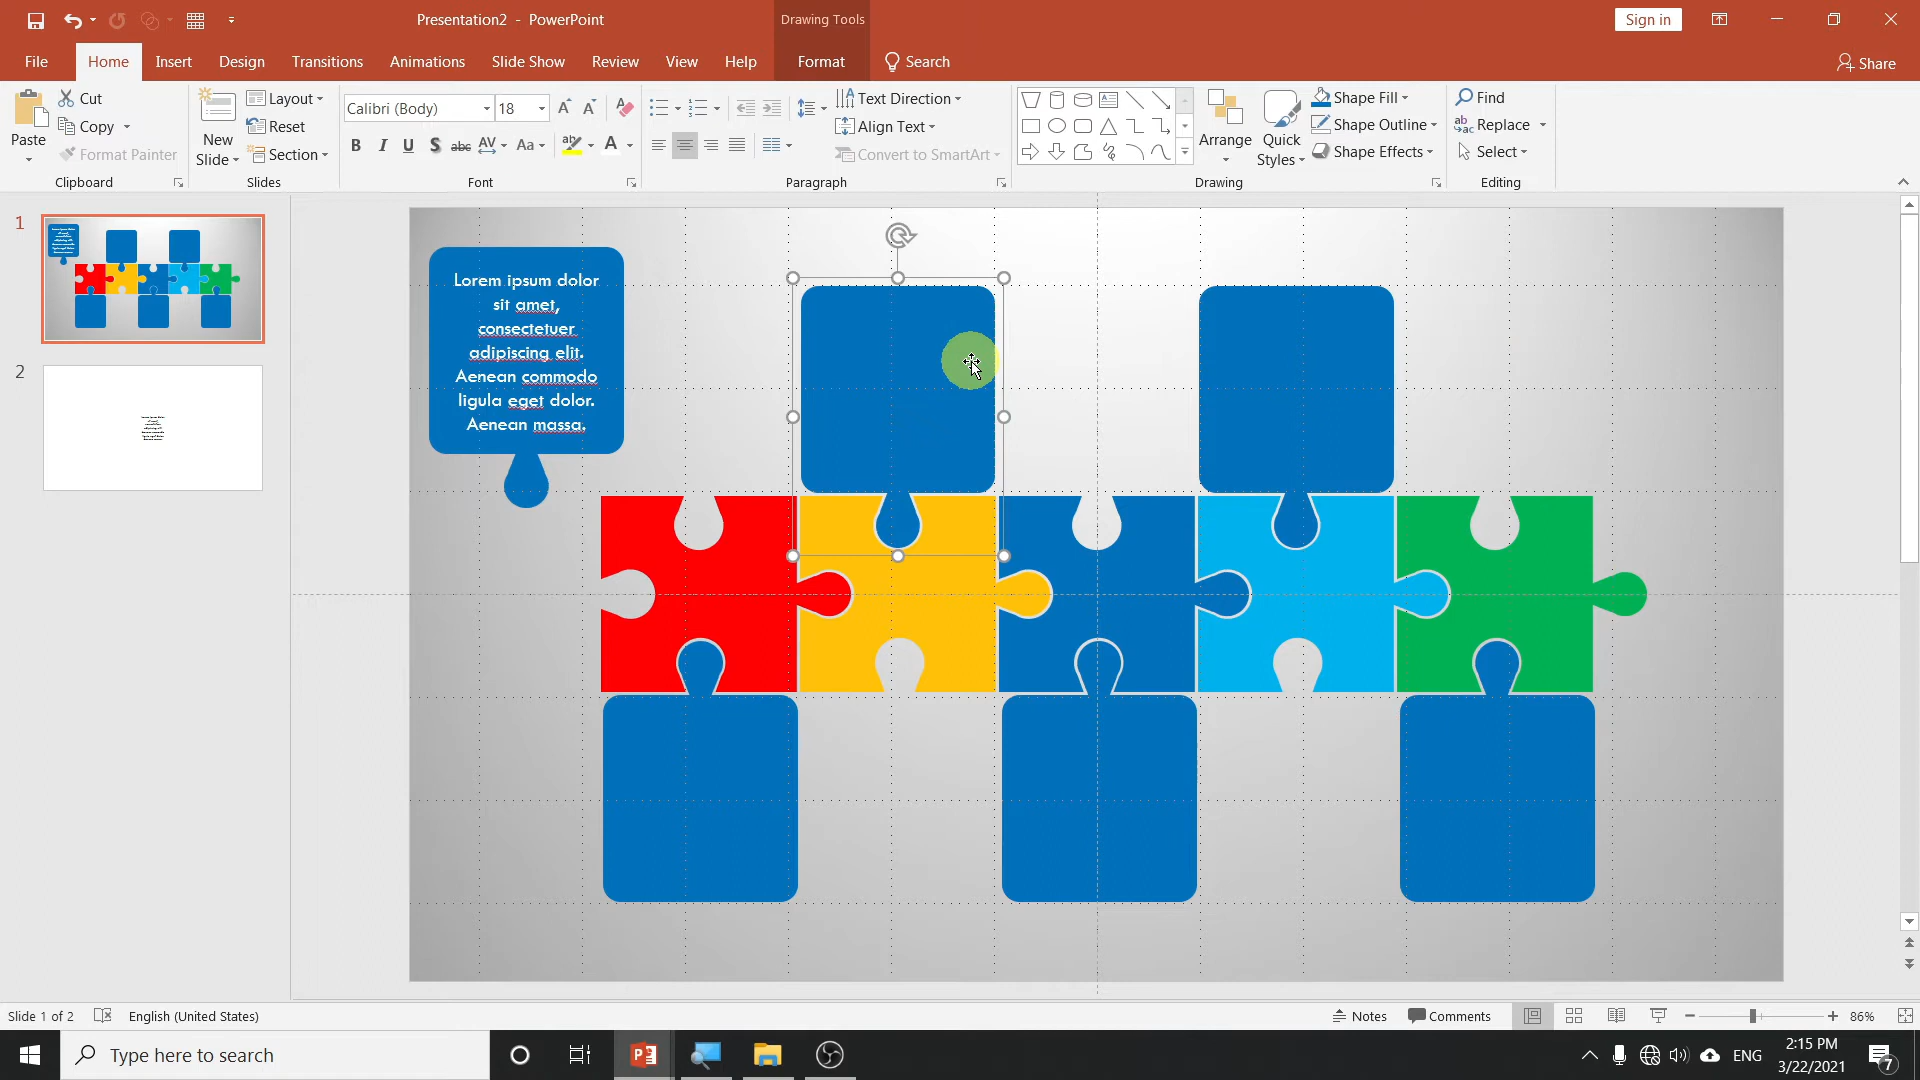 Presentation2 - PowerPoint
Drawing Tools
Sign in
File
Home
Insert
Design
Transitions
Animations
Slide Show
Review
View
Help
Format
Search
Share
Paste
Cut
Copy
Format Painter
Clipboard
New
Slide
Layout
Reset
Section
Slides
Calibri (Body)
18
Font
Text Direction
Align Text
Convert to SmartArt
Paragraph
Arrange
Quick
Styles
Shape Fill
Shape Outline
Shape Effects
Drawing
Find
Replace
Select
Editing
1
2
Lorem ipsum dolor
sit amet,
consectetuer
adipiscing elit.
Aenean commodo
ligula eget dolor.
Aenean massa.
Slide 1 of 2
English (United States)
Notes
Comments
86%
Type here to search
ENG
2:15 PM
3/22/2021
7